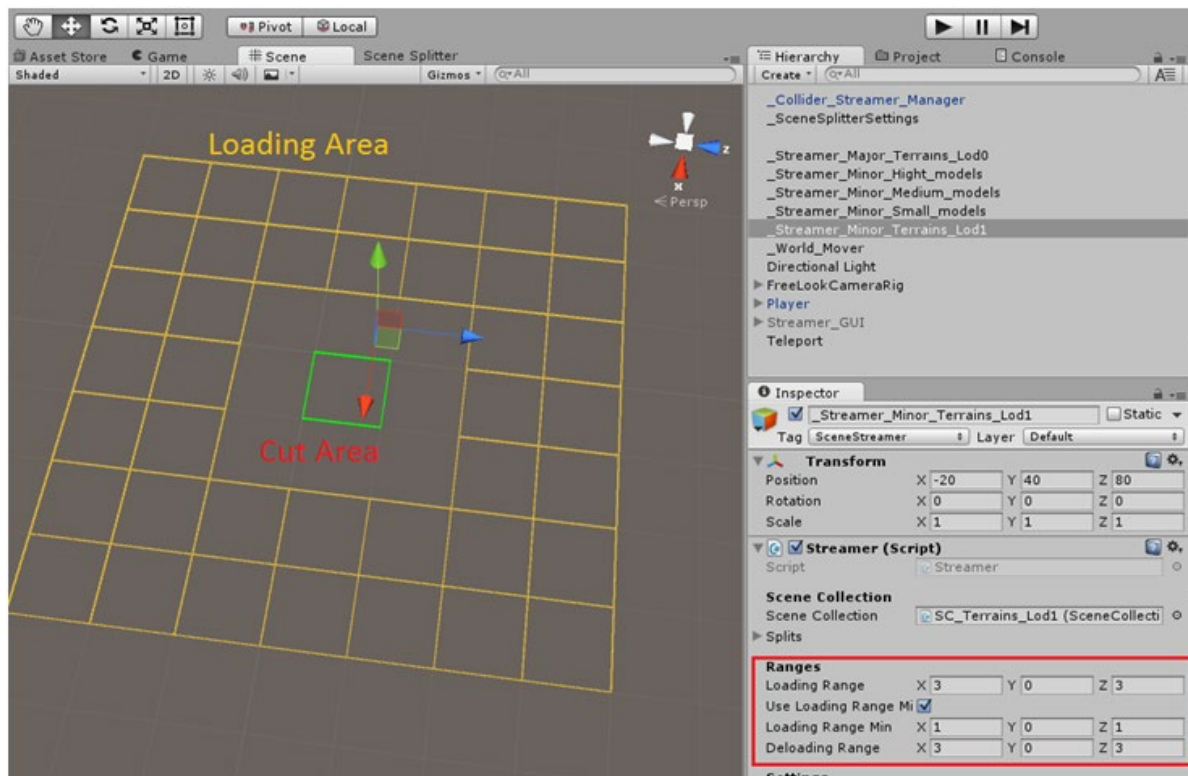 Pivot Local
Asset Store Game Scene Scene Splitter
Shaded 2D Gizmos All
Loading Area
z
x
Persp
Cut Area
Hierarchy Project Console
Create All
_Collider_Streamer_Manager
_SceneSplitterSettings
_Streamer_Major_Terrains_Lod0
_Streamer_Minor_Hight_models
_Streamer_Minor_Medium_models
_Streamer_Minor_Small_models
_Streamer_Minor_Terrains_Lod1
_World_Mover
Directional Light
FreeLookCameraRig
Player
Streamer_GUI
Teleport
Inspector
_Streamer_Minor_Terrains_Lod1 Static
Tag SceneStreamer Layer Default
Transform
Position X -20 Y 40 Z 80
Rotation X 0 Y 0 Z 0
Scale X 1 Y 1 Z 1
Streamer (Script)
Script Streamer
Scene Collection
Scene Collection SC_Terrains_Lod1 (SceneCollecti
Splits
Ranges
Loading Range X 3 Y 0 Z 3
Use Loading Range Mi
Loading Range Min X 1 Y 0 Z 1
Deloading Range X 3 Y 0 Z 3